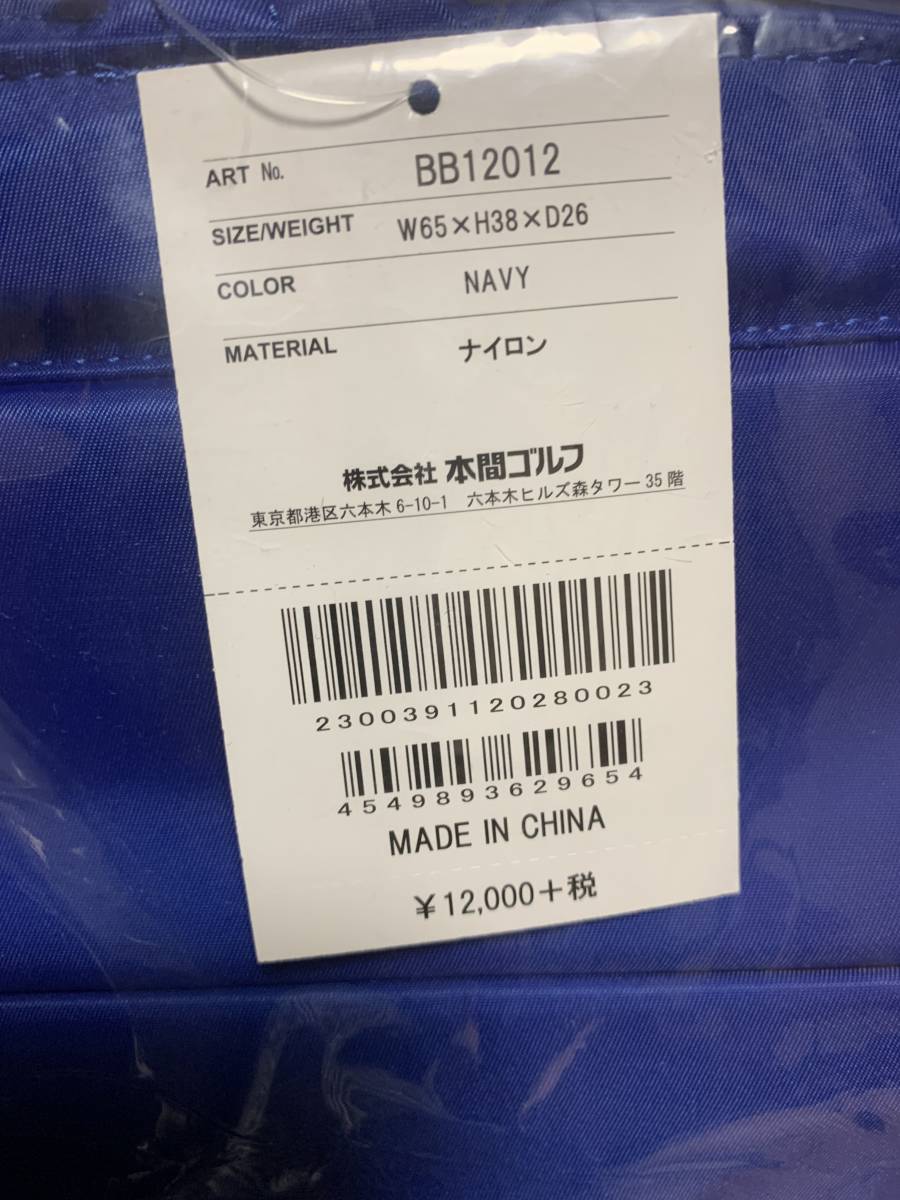 ART No. BB12012
SIZE/WEIGHT W65×H38×D26
COLOR NAVY
MATERIAL ナイロン
株式会社 本間ゴルフ
東京都港区六本木6-10-1 六本木ヒルズ森タワー35階
2300391120280023
4549893629654
MADE IN CHINA
¥12,000+税